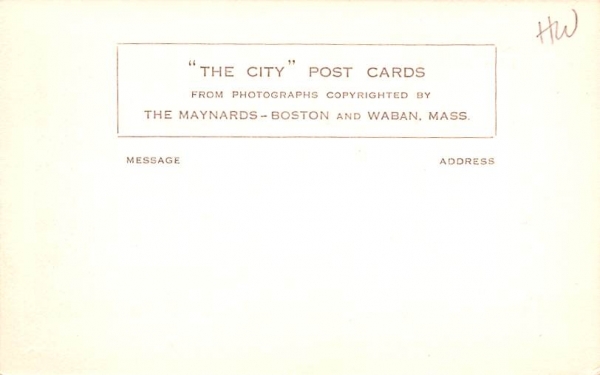 HW
"THE CITY" POST CARDS
FROM PHOTOGRAPHS COPYRIGHTED BY
THE MAYNARDS - BOSTON AND WABAN, MASS.
MESSAGE ADDRESS